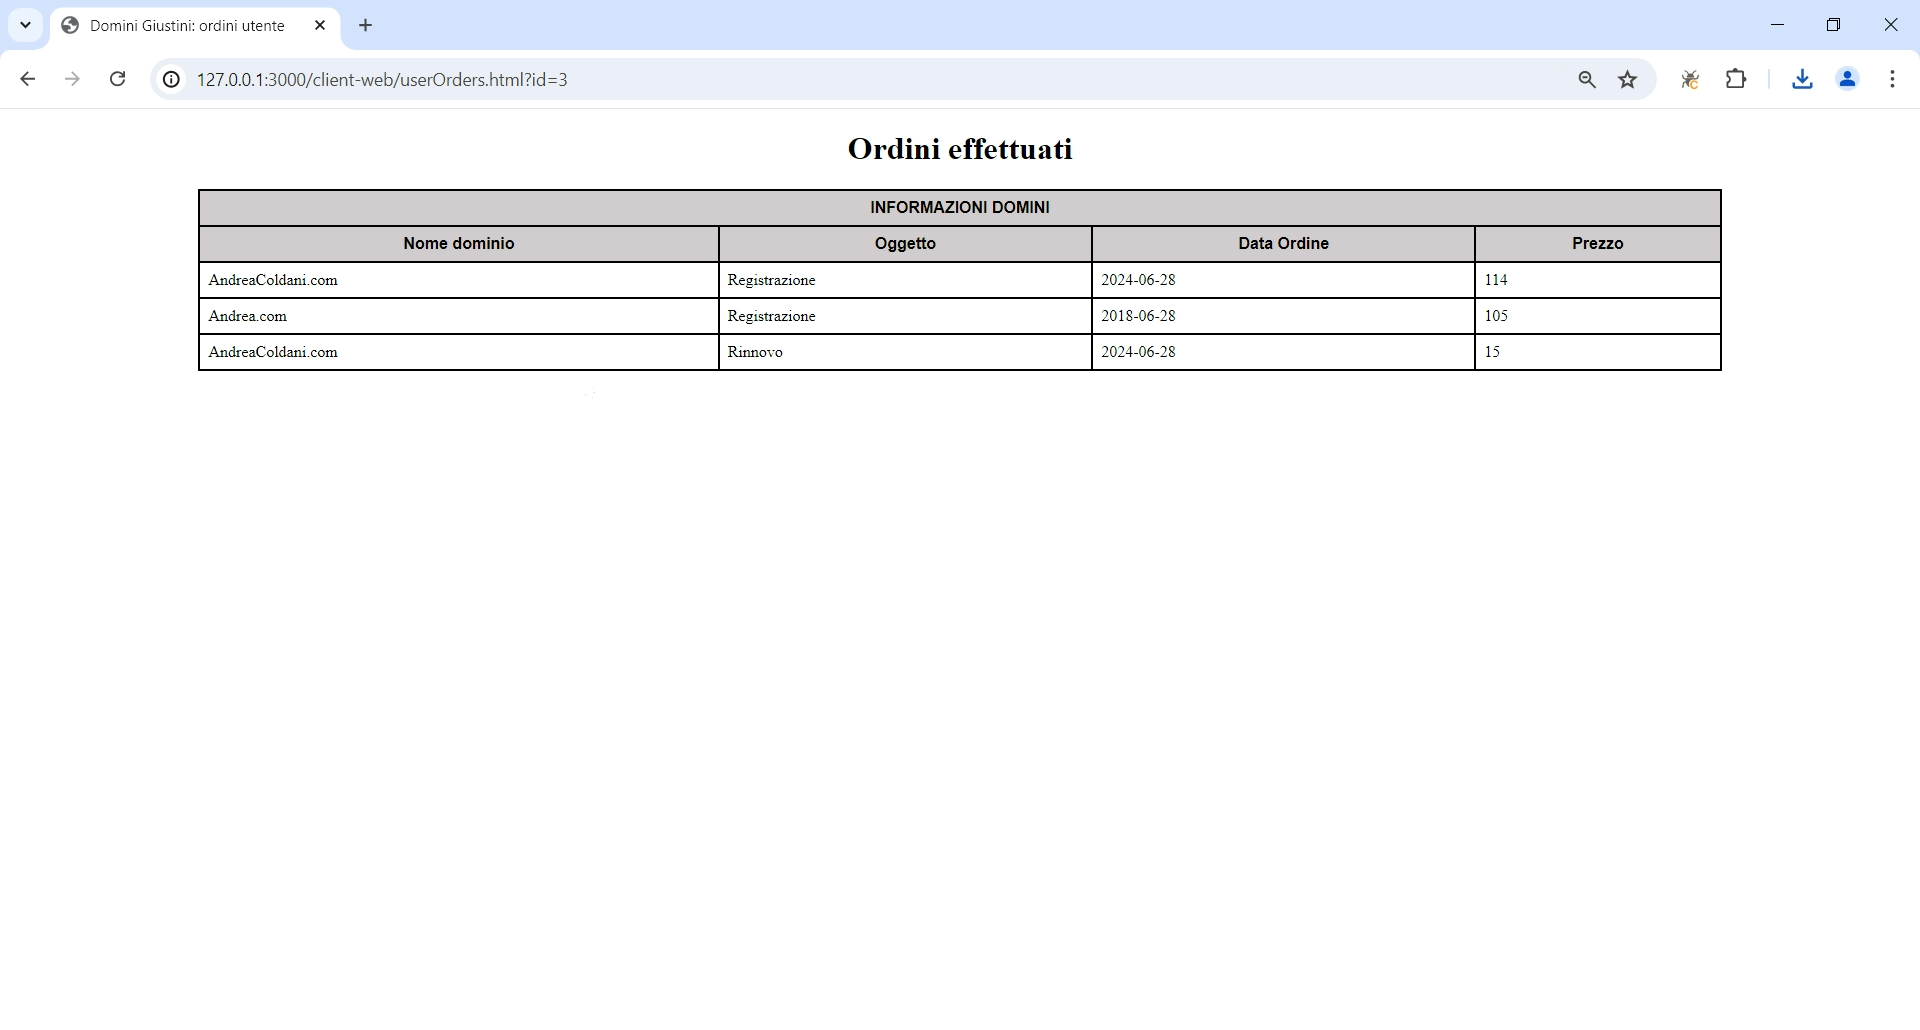 Domini Giustini: ordini utente
127.0.0.1:3000/client-web/userOrders.html?id=3
Ordini effettuati
INFORMAZIONI DOMINI
Nome dominio Oggetto Data Ordine Prezzo
AndreaColdani.com Registrazione 2024-06-28 114
Andrea.com Registrazione 2018-06-28 105
AndreaColdani.com Rinnovo 2024-06-28 15